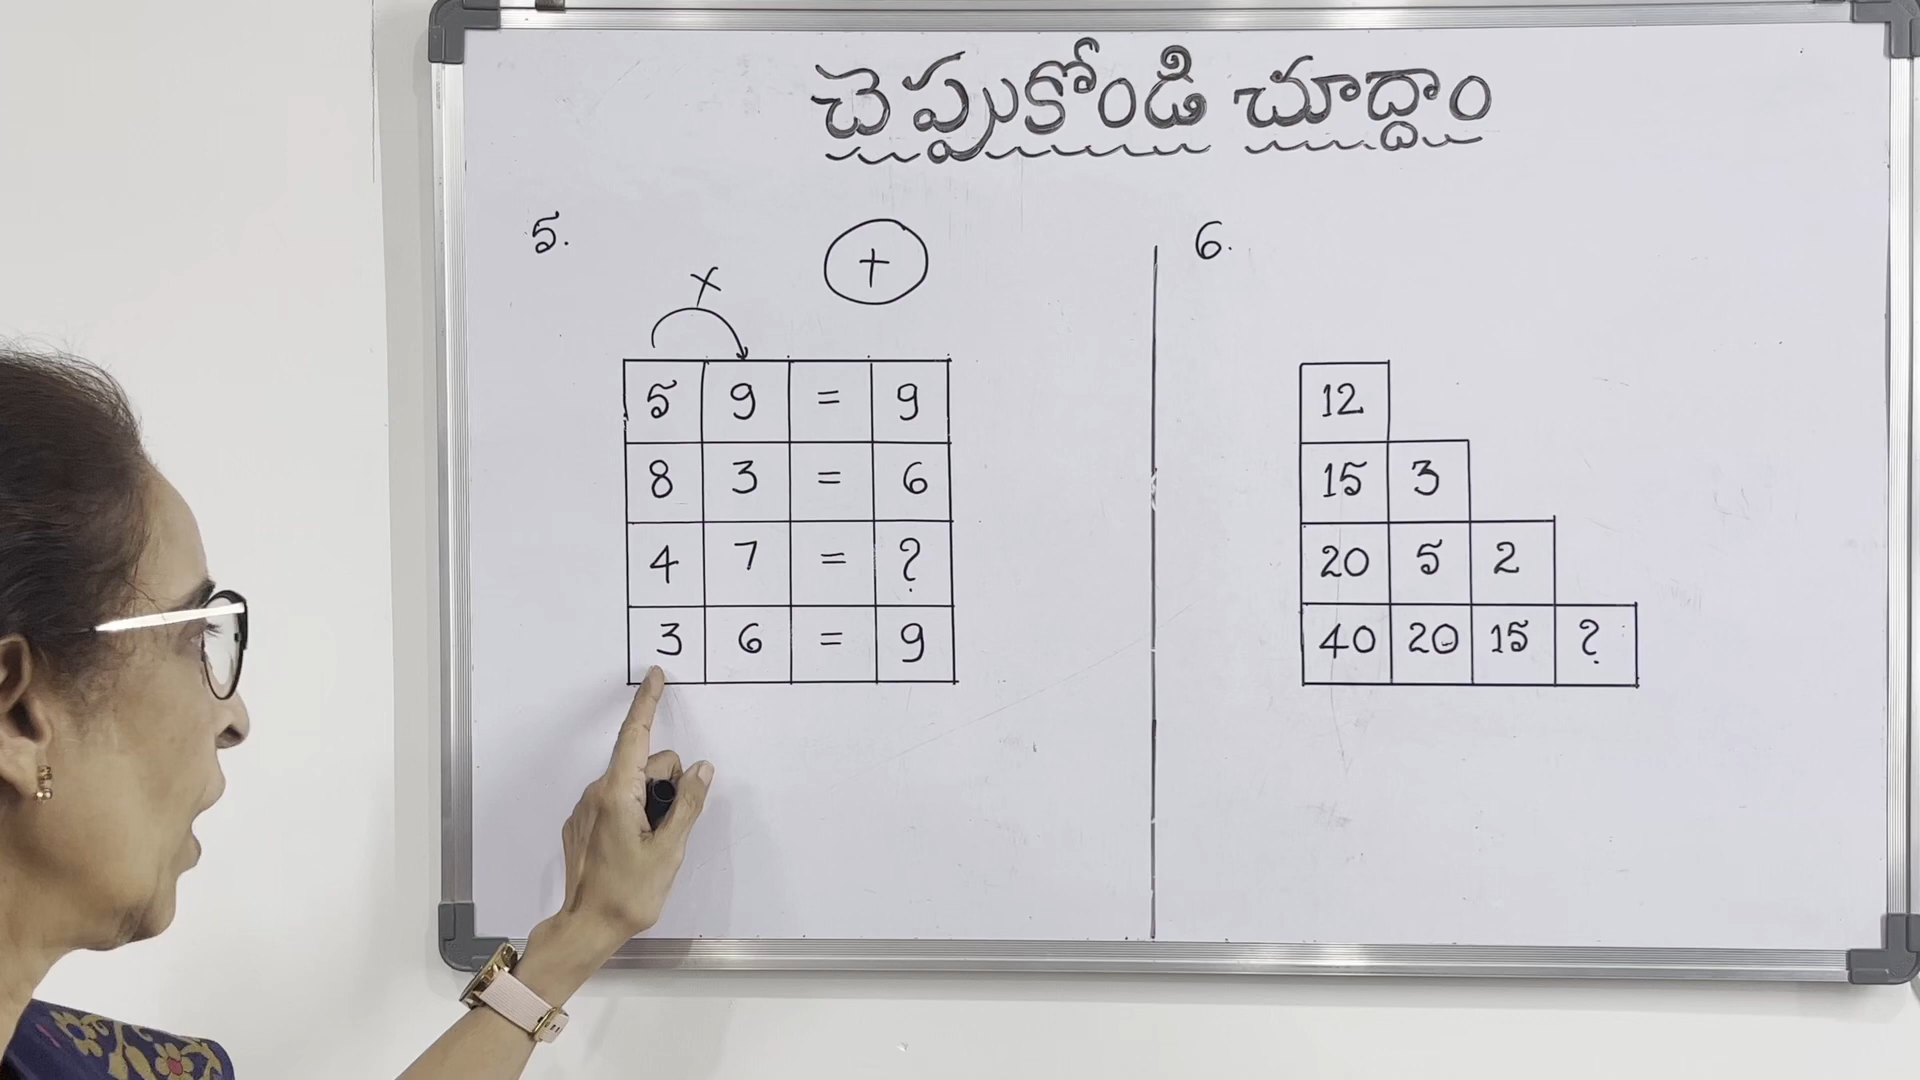 చెప్పుకోండి చూద్దాం
5.
×
+
5 9 = 9
8 3 = 6
4 7 = ?
3 6 = 9
6.
12
15 3
20 5 2
40 20 15 ?